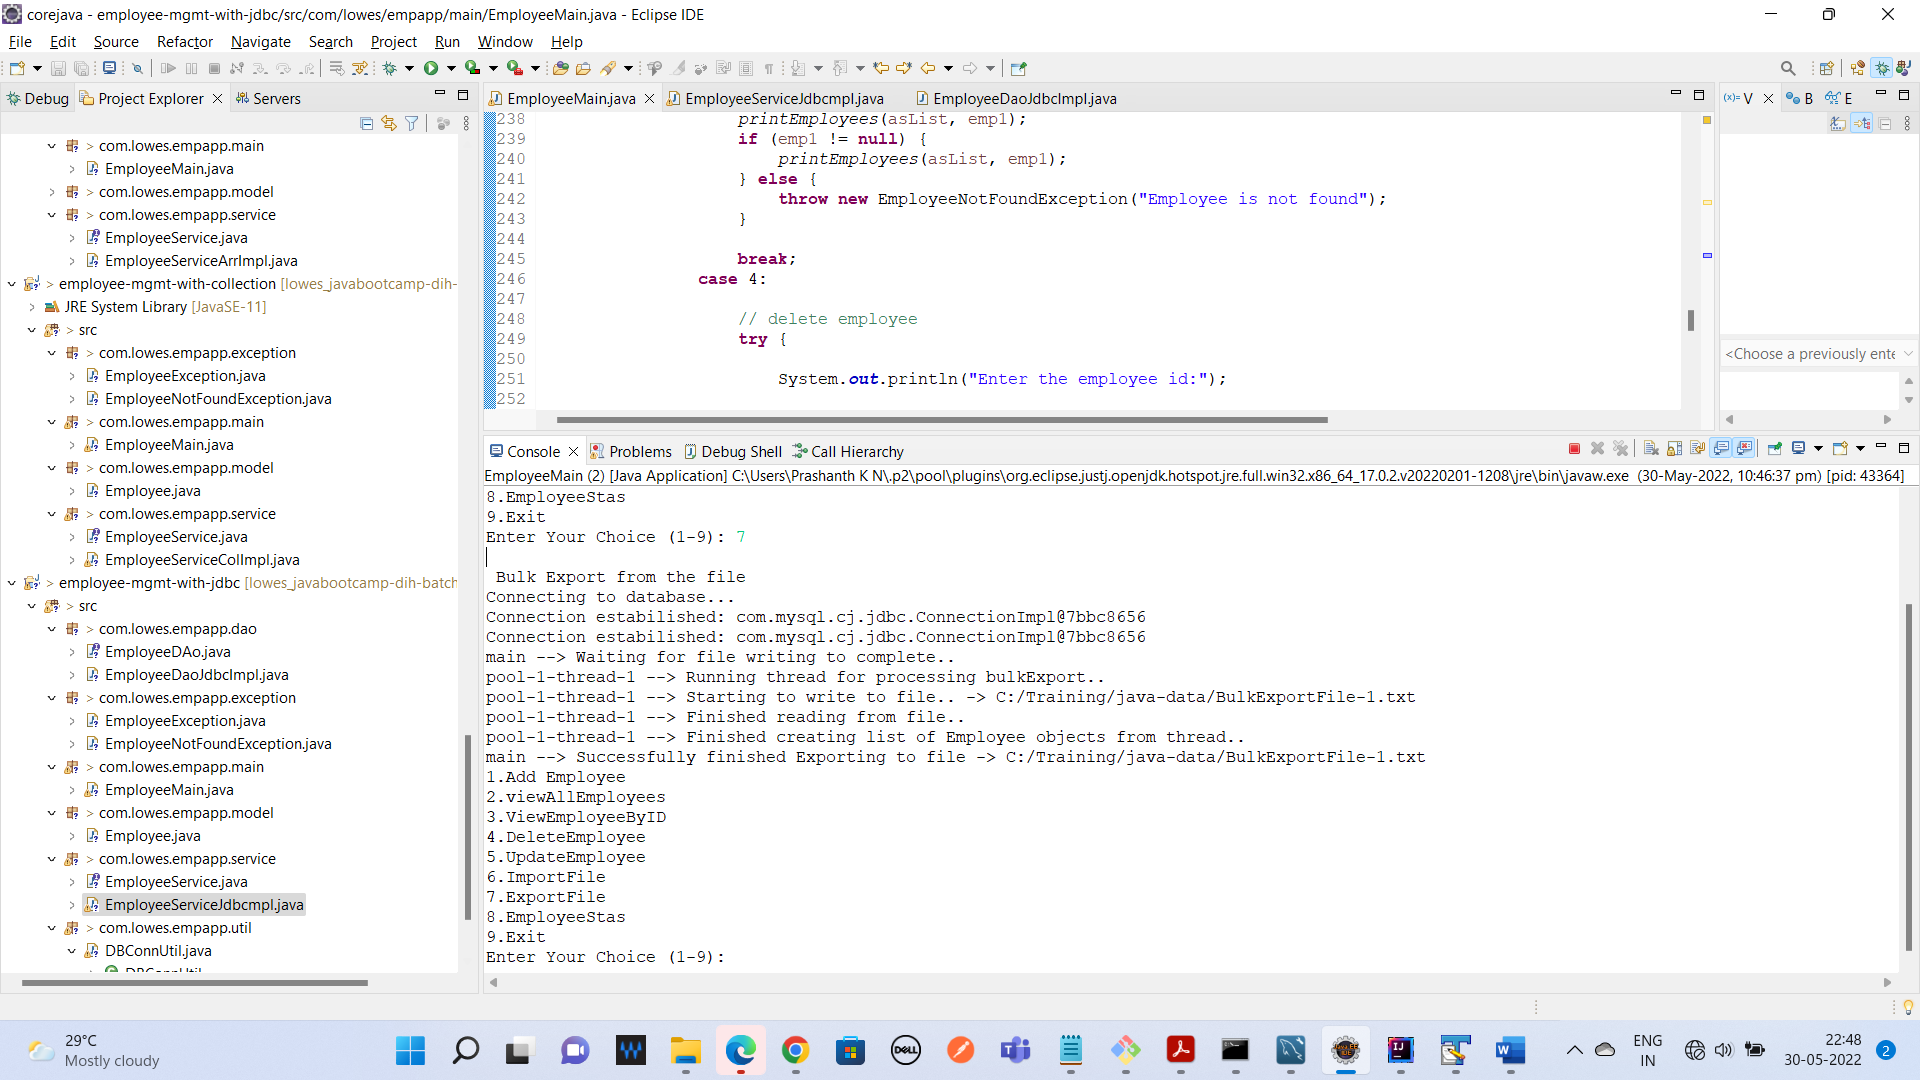 corejava - employee-mgmt-with-jdbc/src/com/lowes/empapp/main/EmployeeMain.java - Eclipse IDE
File Edit Source Refactor Navigate Search Project Run Window Help
Debug Project Explorer Servers
EmployeeMain.java EmployeeServiceJdbcmpl.java EmployeeDaoJdbcImpl.java
(x)= V B E
> com.lowes.empapp.main
EmployeeMain.java
> com.lowes.empapp.model
> com.lowes.empapp.service
EmployeeService.java
EmployeeServiceArrImpl.java
> employee-mgmt-with-collection [lowes_javabootcamp-dih-
JRE System Library [JavaSE-11]
> src
> com.lowes.empapp.exception
EmployeeException.java
EmployeeNotFoundException.java
> com.lowes.empapp.main
EmployeeMain.java
> com.lowes.empapp.model
Employee.java
> com.lowes.empapp.service
EmployeeService.java
EmployeeServiceColImpl.java
> employee-mgmt-with-jdbc [lowes_javabootcamp-dih-batch
> src
> com.lowes.empapp.dao
EmployeeDAo.java
EmployeeDaoJdbcImpl.java
> com.lowes.empapp.exception
EmployeeException.java
EmployeeNotFoundException.java
> com.lowes.empapp.main
EmployeeMain.java
> com.lowes.empapp.model
Employee.java
> com.lowes.empapp.service
EmployeeService.java
EmployeeServiceJdbcmpl.java
> com.lowes.empapp.util
DBConnUtil.java
DBConnUtil
238 printEmployees(asList, emp1);
239 if (emp1 != null) {
240 printEmployees(asList, emp1);
241 } else {
242 throw new EmployeeNotFoundException("Employee is not found");
243 }
244
245 break;
246 case 4:
247
248 // delete employee
249 try {
250
251 System.out.println("Enter the employee id:");
252
<Choose a previously ente
Console Problems Debug Shell Call Hierarchy
EmployeeMain (2) [Java Application] C:\Users\Prashanth K N\.p2\pool\plugins\org.eclipse.justj.openjdk.hotspot.jre.full.win32.x86_64_17.0.2.v20220201-1208\jre\bin\javaw.exe (30-May-2022, 10:46:37 pm) [pid: 43364]
8.EmployeeStas
9.Exit
Enter Your Choice (1-9): 7
Bulk Export from the file
Connecting to database...
Connection estabilished: com.mysql.cj.jdbc.ConnectionImpl@7bbc8656
Connection estabilished: com.mysql.cj.jdbc.ConnectionImpl@7bbc8656
main --> Waiting for file writing to complete..
pool-1-thread-1 --> Running thread for processing bulkExport..
pool-1-thread-1 --> Starting to write to file.. -> C:/Training/java-data/BulkExportFile-1.txt
pool-1-thread-1 --> Finished reading from file..
pool-1-thread-1 --> Finished creating list of Employee objects from thread..
main --> Successfully finished Exporting to file -> C:/Training/java-data/BulkExportFile-1.txt
1.Add Employee
2.viewAllEmployees
3.ViewEmployeeByID
4.DeleteEmployee
5.UpdateEmployee
6.ImportFile
7.ExportFile
8.EmployeeStas
9.Exit
Enter Your Choice (1-9):
29°C
Mostly cloudy
DELL
IJ
W
ENG
IN
22:48
30-05-2022
2